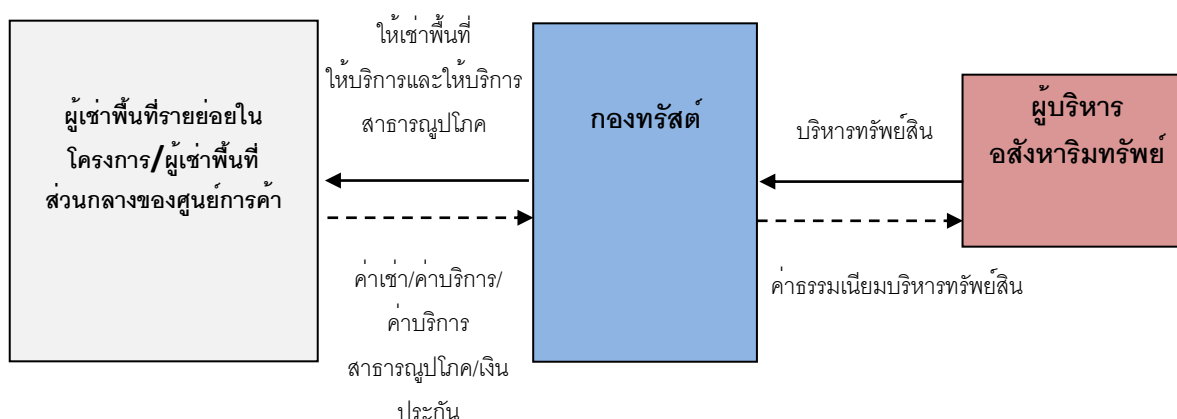 ผู้เช่าพื้นที่รายย่อยใน
โครงการ/ผู้เช่าพื้นที่
ส่วนกลางของศูนย์การค้า
ให้เช่าพื้นที่
ให้บริการและให้บริการ
สาธารณูปโภค
ค่าเช่า/ค่าบริการ/
ค่าบริการ
สาธารณูปโภค/เงิน
ประกัน
กองทรัสต์
บริหารทรัพย์สิน
ค่าธรรมเนียมบริหารทรัพย์สิน
ผู้บริหาร
อสังหาริมทรัพย์